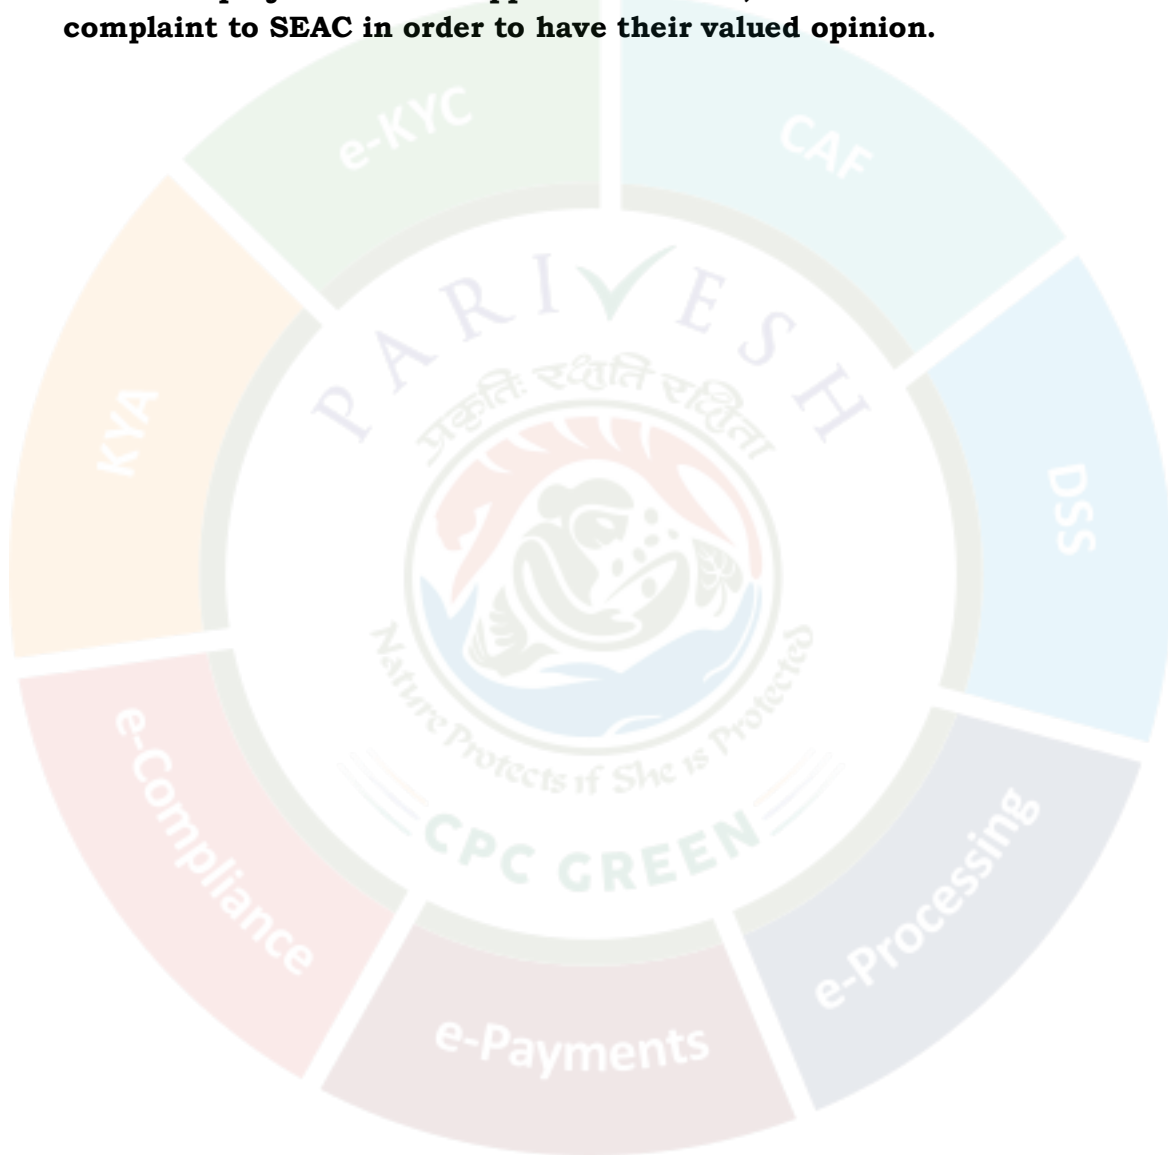 complaint to SEAC in order to have their valued opinion.
e-KYC
CAF
KYA
DSS
PARIVESH
प्रकृतिः रक्षति रक्षिता
Nature Protects if She is Protected
CPC GREEN
e-Compliance
e-Processing
e-Payments